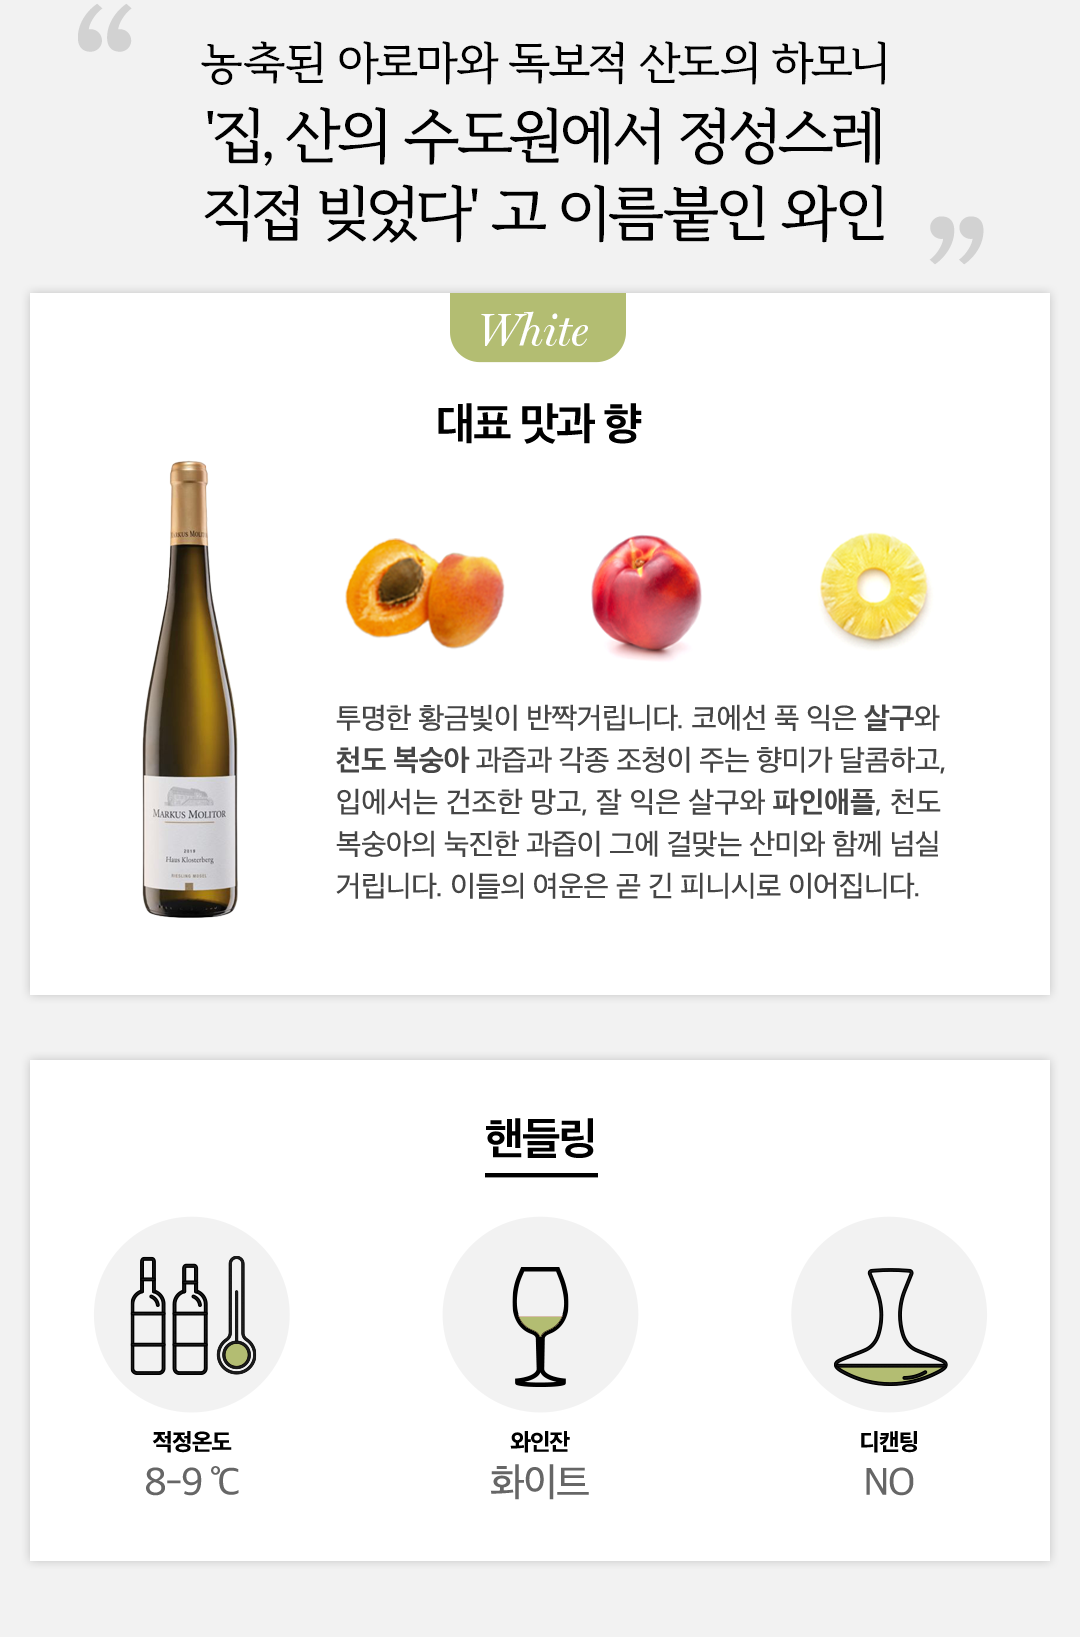 “
농축된 아로마와 독보적 산도의 하모니
'집, 산의 수도원에서 정성스레
직접 빚었다' 고 이름붙인 와인
”
White
대표 맛과 향
MARKUS MOLITOR
MARKUS MOLITOR
2019
Haus Klosterberg
RIESLING MOSEL
투명한 황금빛이 반짝거립니다. 코에선 푹 익은 살구와
천도 복숭아 과즙과 각종 조청이 주는 향미가 달콤하고,
입에서는 건조한 망고, 잘 익은 살구와 파인애플, 천도
복숭아의 눅진한 과즙이 그에 걸맞는 산미와 함께 넘실
거립니다. 이들의 여운은 곧 긴 피니시로 이어집니다.
핸들링
적정온도
8-9 ℃
와인잔
화이트
디캔팅
NO